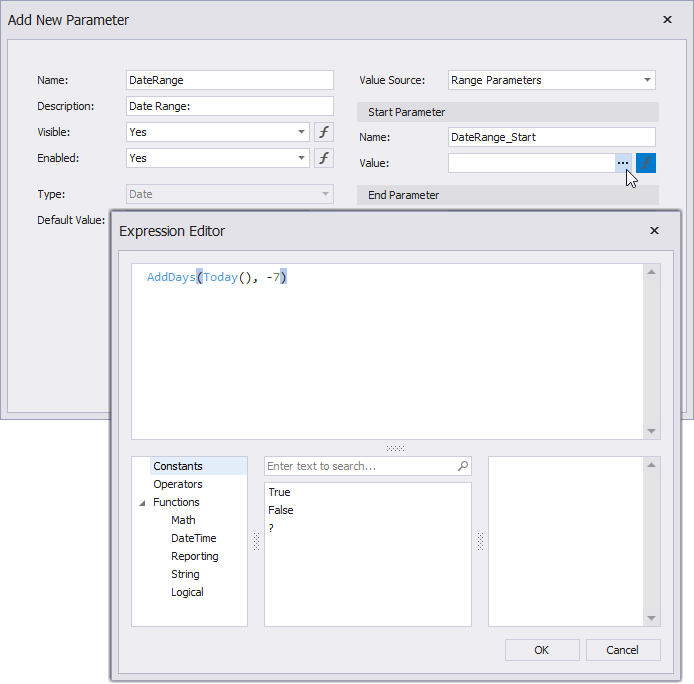 Add New Parameter
Name:
DateRange
Value Source:
Range Parameters
Description:
Date Range:
Start Parameter
Visible:
Yes
f
Name:
DateRange_Start
Enabled:
Yes
f
Value:
...
f
Type:
Date
End Parameter
Default Value:
Expression Editor
AddDays(Today(), -7)
Constants
Operators
Functions
Math
DateTime
Reporting
String
Logical
Enter text to search...
True
False
?
OK
Cancel